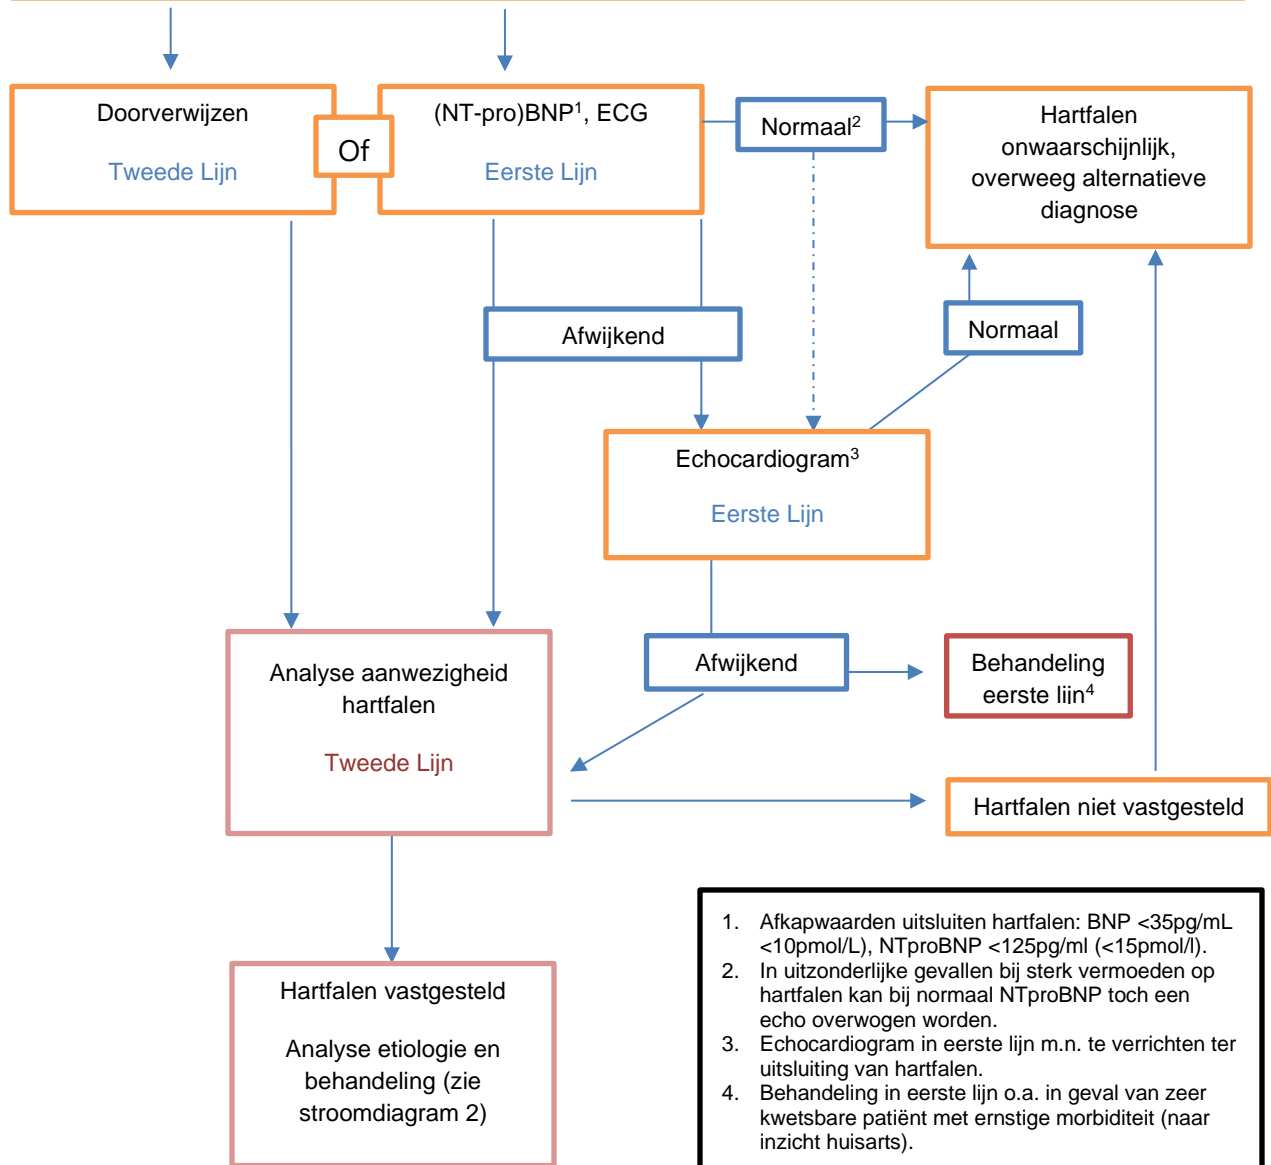 Doorverwijzen
Tweede Lijn
Of
(NT-pro)BNP¹, ECG
Eerste Lijn
Normaal²
Hartfalen
onwaarschijnlijk,
overweeg alternatieve
diagnose
Afwijkend
Normaal
Echocardiogram³
Eerste Lijn
Analyse aanwezigheid
hartfalen
Tweede Lijn
Afwijkend
Behandeling
eerste lijn⁴
Hartfalen niet vastgesteld
Hartfalen vastgesteld
Analyse etiologie en
behandeling (zie
stroomdiagram 2)
1. Afkapwaarden uitsluiten hartfalen: BNP <35pg/mL
<10pmol/L), NTproBNP <125pg/ml (<15pmol/l).
2. In uitzonderlijke gevallen bij sterk vermoeden op
hartfalen kan bij normaal NTproBNP toch een
echo overwogen worden.
3. Echocardiogram in eerste lijn m.n. te verrichten ter
uitsluiting van hartfalen.
4. Behandeling in eerste lijn o.a. in geval van zeer
kwetsbare patiënt met ernstige morbiditeit (naar
inzicht huisarts).